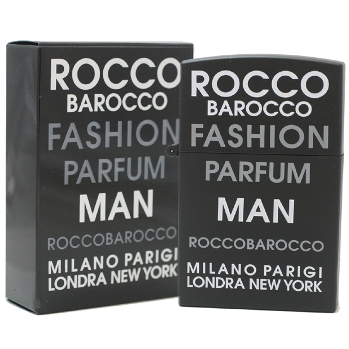 ROCCO
BAROCCO
FASHION
PARFUM
MAN
ROCCOBAROCCO
MILANO PARIGI
LONDRA NEW YORK
ROCCO
BAROCCO
FASHION
PARFUM
MAN
ROCCOBAROCCO
MILANO PARIGI
LONDRA NEW YORK